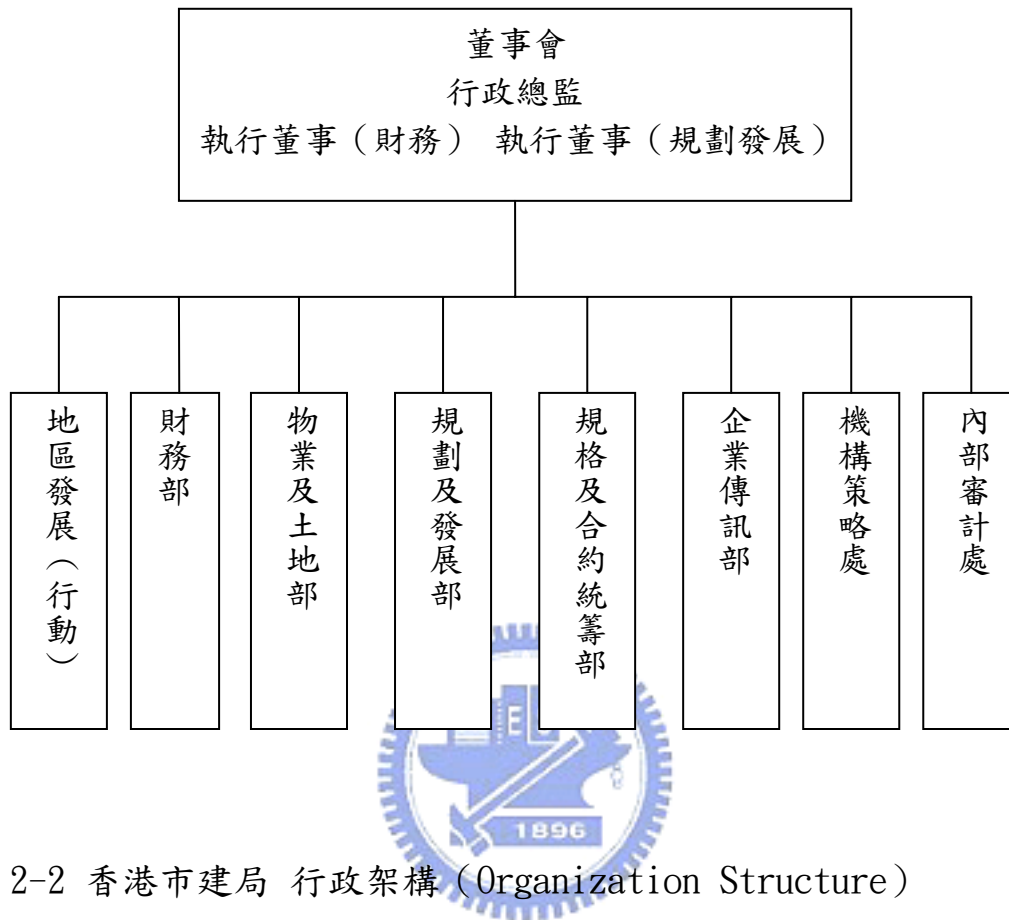 董事會
行政總監
執行董事（財務） 執行董事（規劃發展）
地區發展（行動）
財務部
物業及土地部
規劃及發展部
規格及合約統籌部
企業傳訊部
機構策略處
內部審計處
E
1896
2-2 香港市建局 行政架構（Organization Structure）